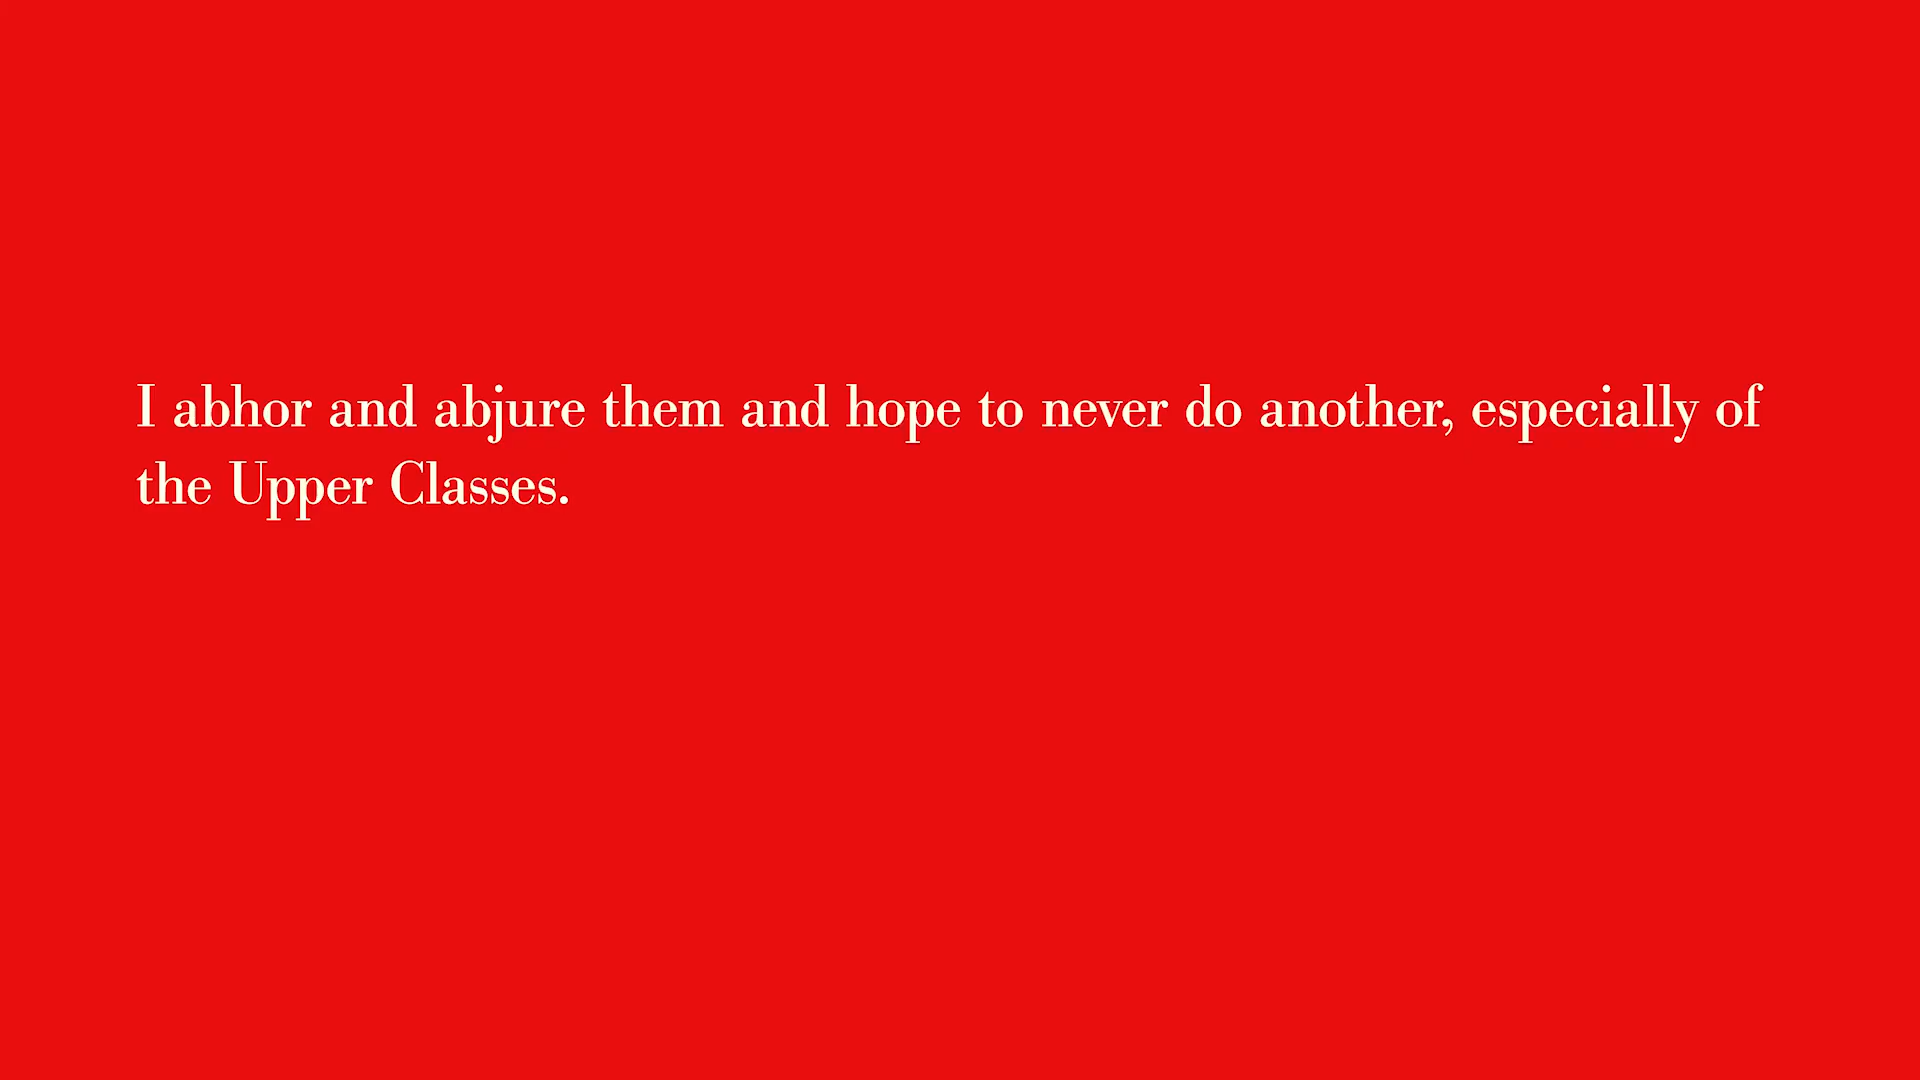 I abhor and abjure them and hope to never do another, especially of
the Upper Classes.